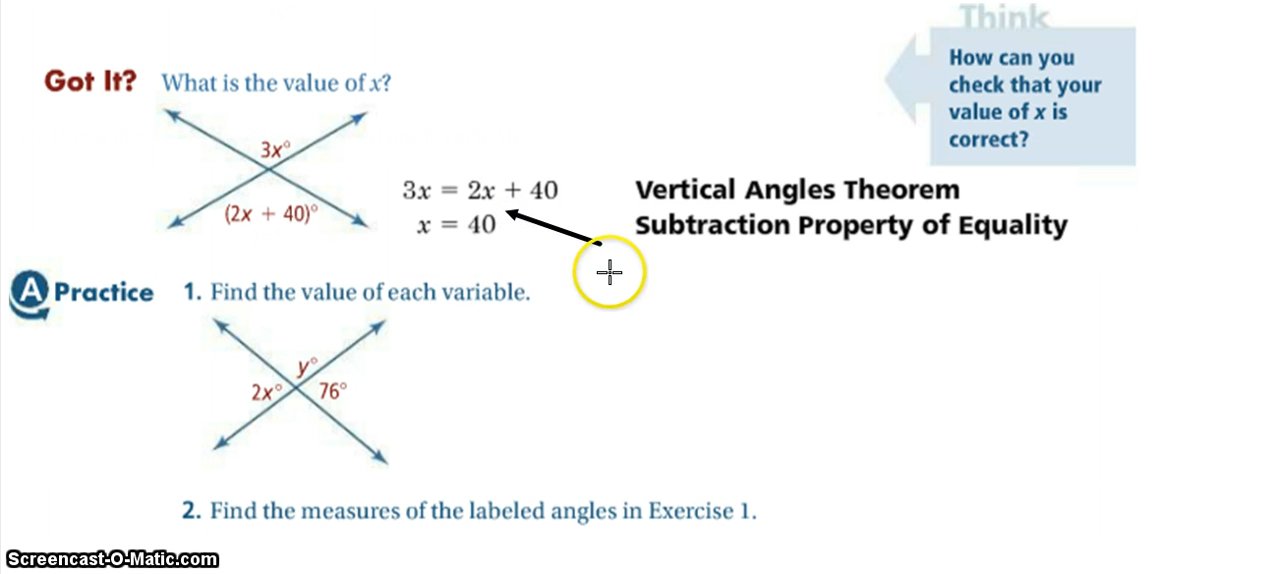 Think
How can you
check that your
value of x is
correct?
Got It? What is the value of x?
3x°
(2x + 40)°
3x = 2x + 40 Vertical Angles Theorem
x = 40 Subtraction Property of Equality
A Practice 1. Find the value of each variable.
y°
2x° 76°
2. Find the measures of the labeled angles in Exercise 1.
Screencast-O-Matic.com